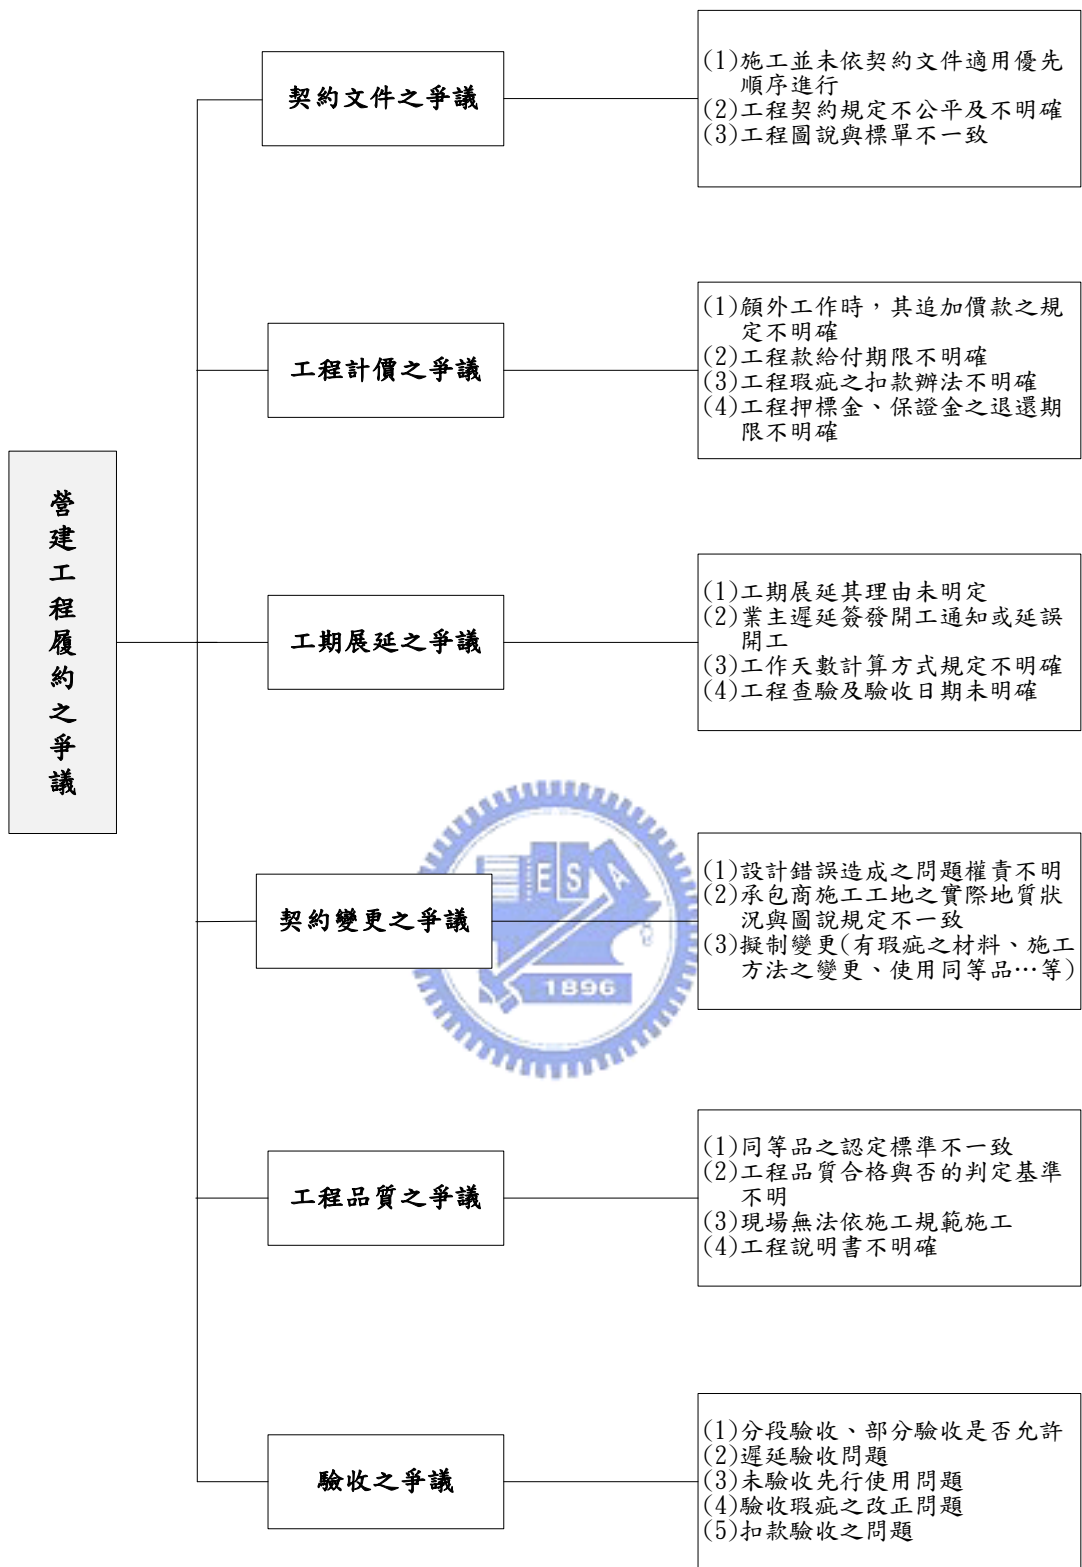 營建工程履約之爭議
契約文件之爭議
(1)施工並未依契約文件適用優先
順序進行
(2)工程契約規定不公平及不明確
(3)工程圖說與標單不一致
工程計價之爭議
(1)額外工作時，其追加價款之規
定不明確
(2)工程款給付期限不明確
(3)工程瑕疵之扣款辦法不明確
(4)工程押標金、保證金之退還期
限不明確
工期展延之爭議
(1)工期展延其理由未明定
(2)業主遲延簽發開工通知或延誤
開工
(3)工作天數計算方式規定不明確
(4)工程查驗及驗收日期未明確
契約變更之爭議
(1)設計錯誤造成之問題權責不明
(2)承包商施工工地之實際地質狀
況與圖說規定不一致
(3)擬制變更(有瑕疵之材料、施工
方法之變更、使用同等品…等)
ESA
1896
工程品質之爭議
(1)同等品之認定標準不一致
(2)工程品質合格與否的判定基準
不明
(3)現場無法依施工規範施工
(4)工程說明書不明確
驗收之爭議
(1)分段驗收、部分驗收是否允許
(2)遲延驗收問題
(3)未驗收先行使用問題
(4)驗收瑕疵之改正問題
(5)扣款驗收之問題